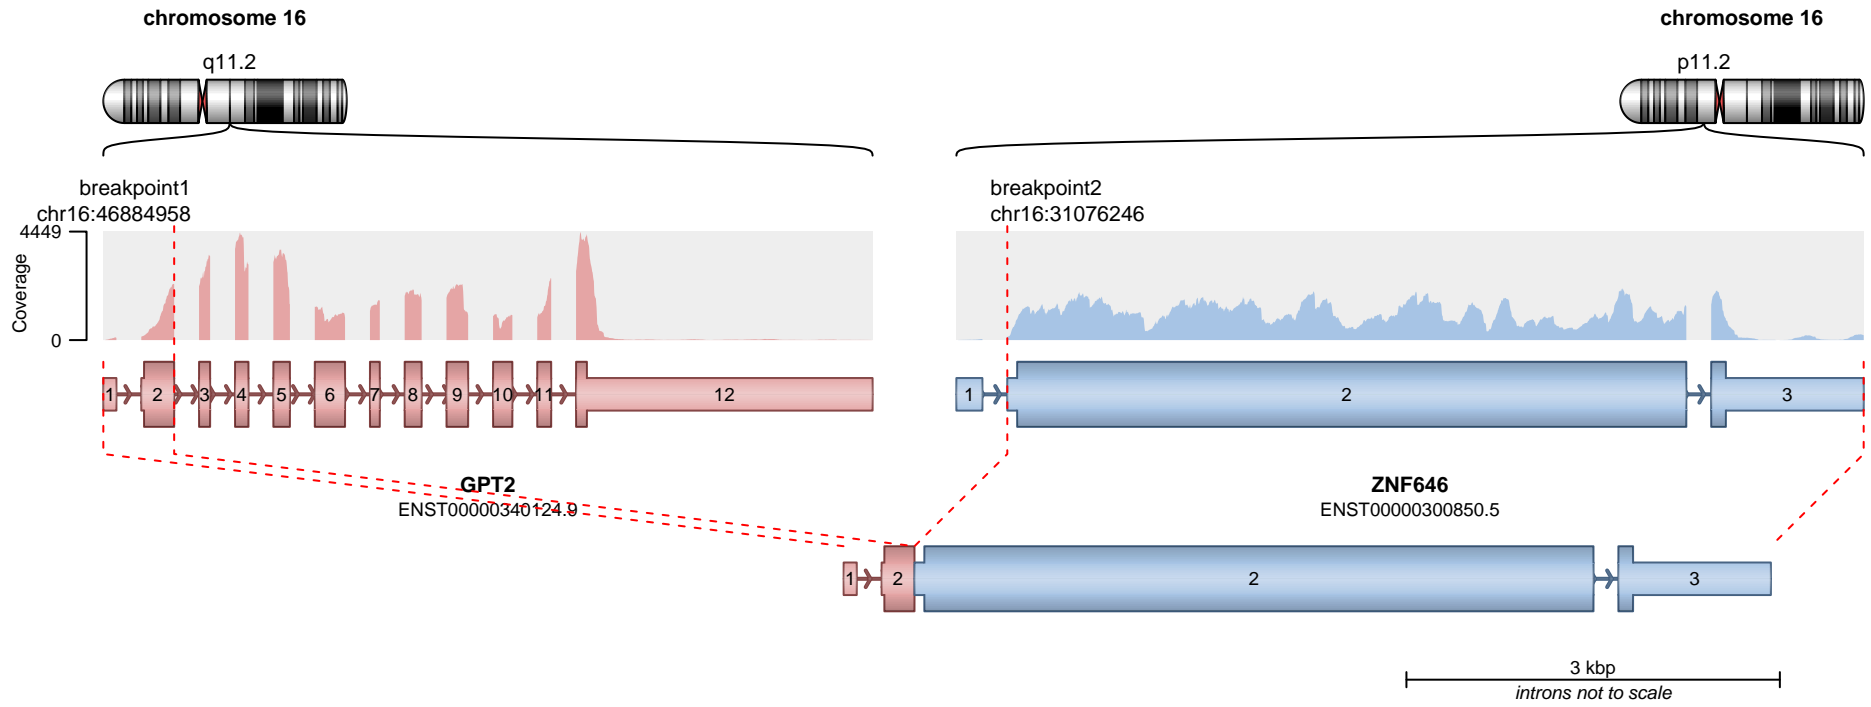 chromosome 16
chromosome 16
q11.2
p11.2
breakpoint1
chr16:46884958
breakpoint2
chr16:31076246
4449
Coverage
0
1 2 3 4 5 6 7 8 9 10 11 12
1 2 3
GPT2
ENST00000340124.9
ZNF646
ENST00000300850.5
1 2 2 3
3 kbp
introns not to scale